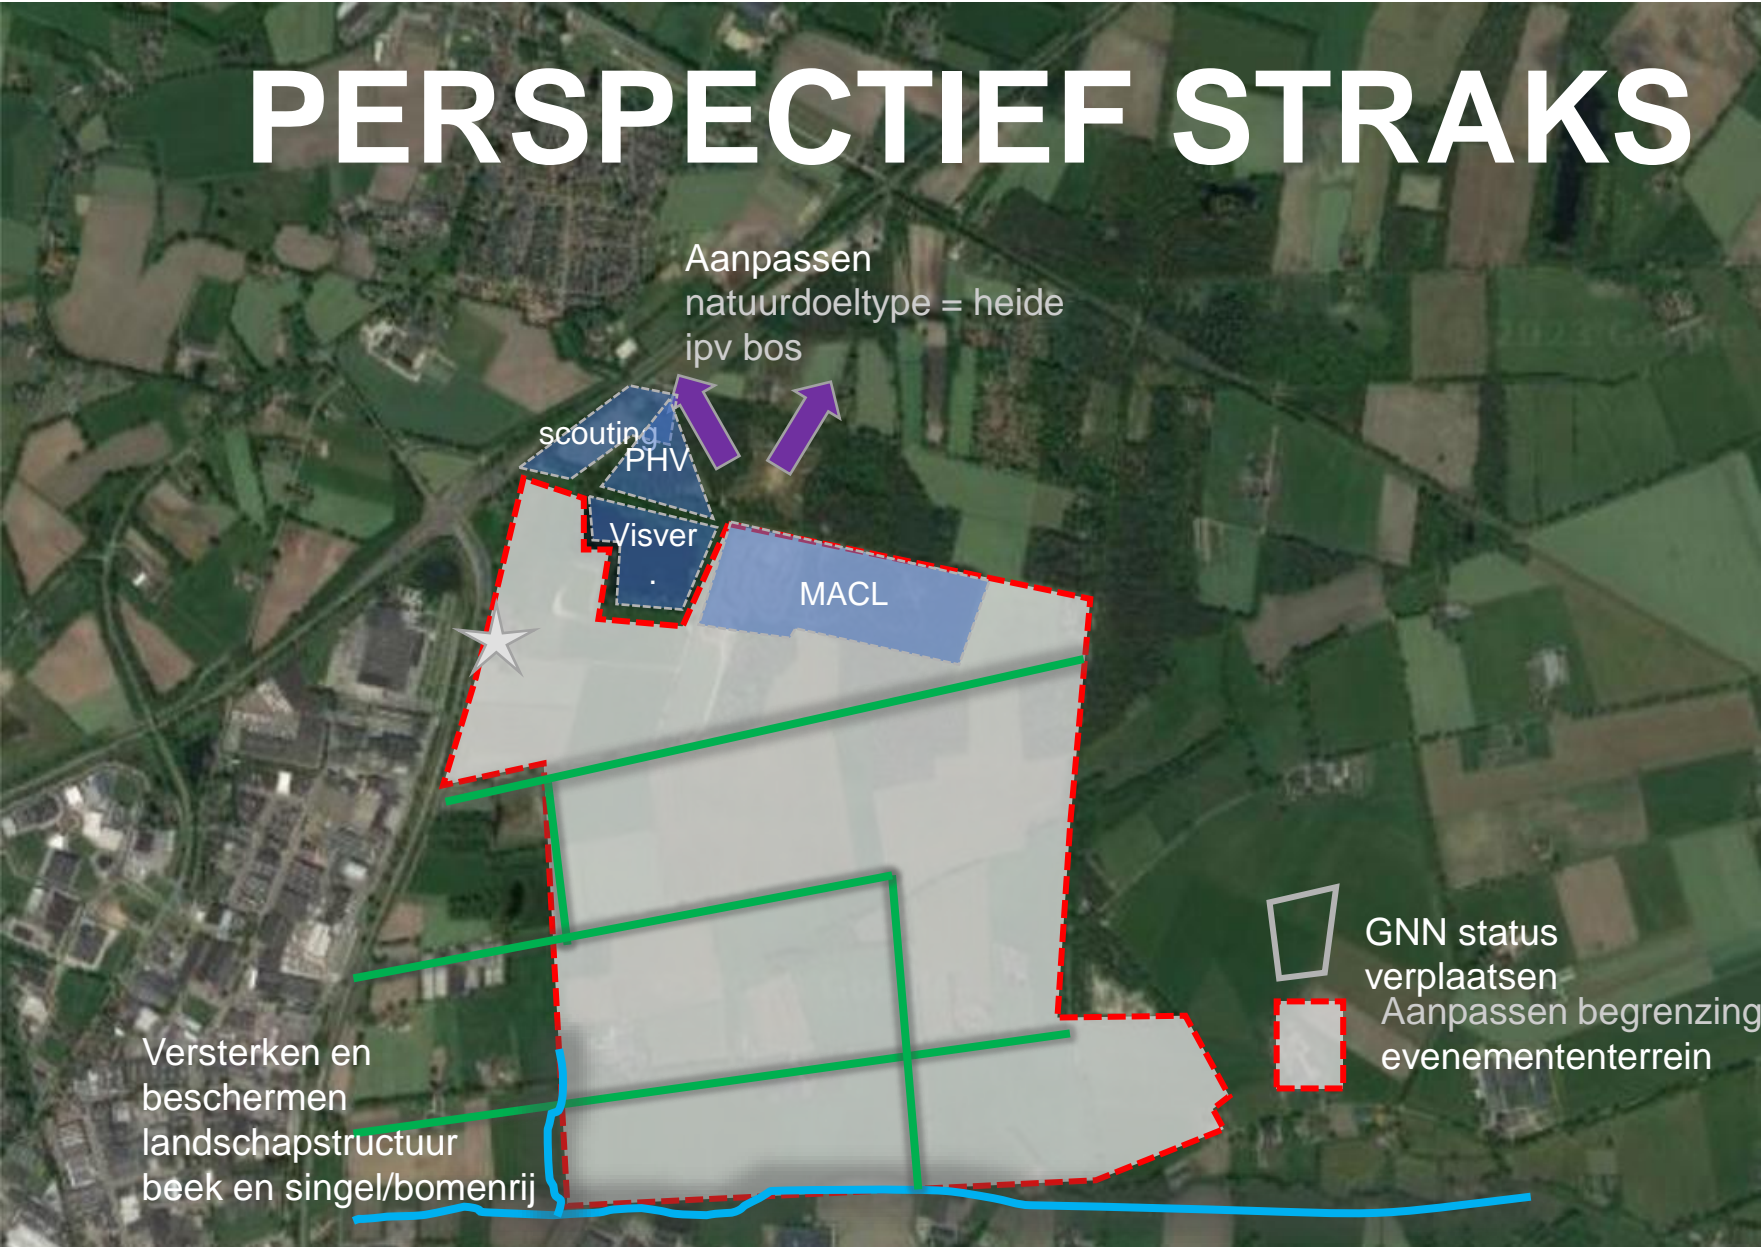 PERSPECTIEF STRAKS
Aanpassen
natuurdoeltype = heide
ipv bos
scouting
PHV
Visver
.
MACL
GNN status
verplaatsen
Aanpassen begrenzing
evenemententerrein
Versterken en
beschermen
landschapstructuur
beek en singel/bomenrij